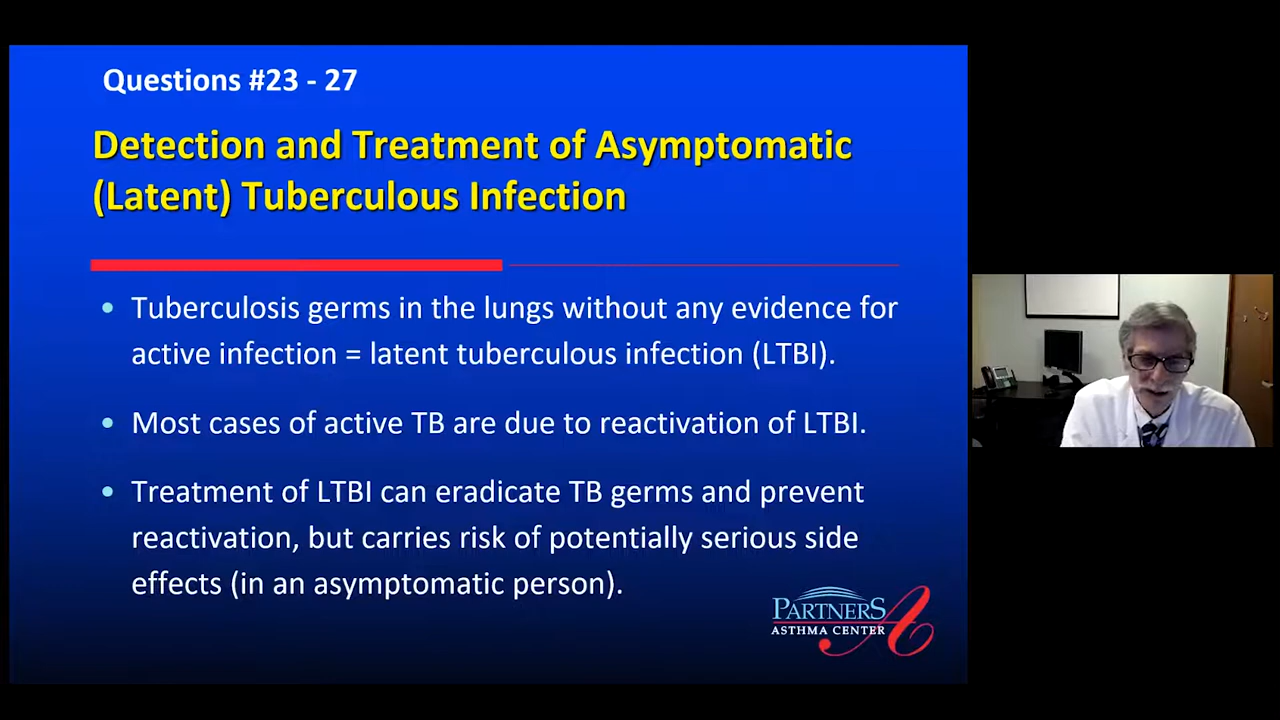 Questions #23 - 27
Detection and Treatment of Asymptomatic
(Latent) Tuberculous Infection
• Tuberculosis germs in the lungs without any evidence for
active infection = latent tuberculous infection (LTBI).
• Most cases of active TB are due to reactivation of LTBI.
• Treatment of LTBI can eradicate TB germs and prevent
reactivation, but carries risk of potentially serious side
effects (in an asymptomatic person).
PARTNERS
ASTHMA CENTER
A